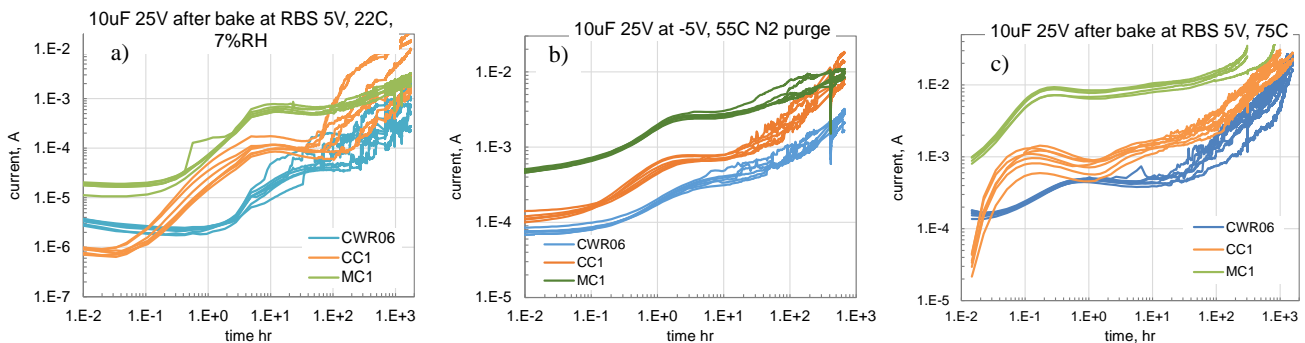 10uF 25V after bake at RBS 5V, 22C,
7%RH
a)
1.E-2
1.E-3
1.E-4
1.E-5
1.E-6
1.E-7
current, A
CWR06
CC1
MC1
1.E-2 1.E-1 1.E+0 1.E+1 1.E+2 1.E+3
time hr
10uF 25V at -5V, 55C N2 purge
b)
1.E-2
1.E-3
1.E-4
1.E-5
current, A
CWR06
CC1
MC1
1.E-2 1.E-1 1.E+0 1.E+1 1.E+2 1.E+3
time hr
10uF 25V after bake at RBS 5V, 75C
c)
1.E-2
1.E-3
1.E-4
1.E-5
current, A
CWR06
CC1
MC1
1.E-2 1.E-1 1.E+0 1.E+1 1.E+2 1.E+3
time, hr